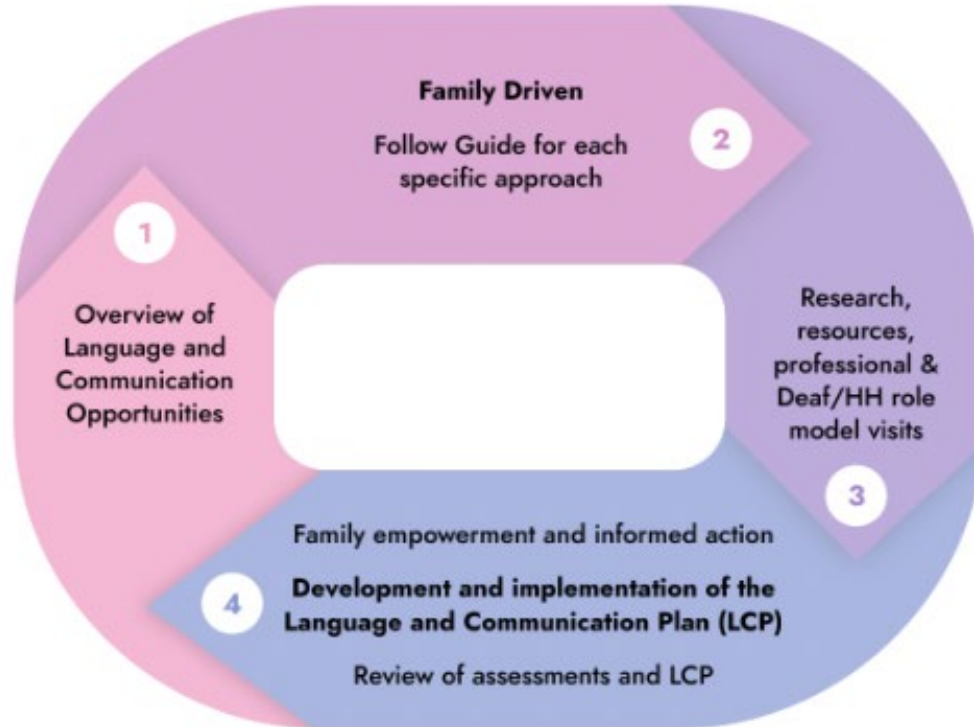 1
Overview of
Language and
Communication
Opportunities
Family Driven
Follow Guide for each
specific approach
2
Research,
resources,
professional &
Deaf/HH role
model visits
3
Family empowerment and informed action
4
Development and implementation of the
Language and Communication Plan (LCP)
Review of assessments and LCP